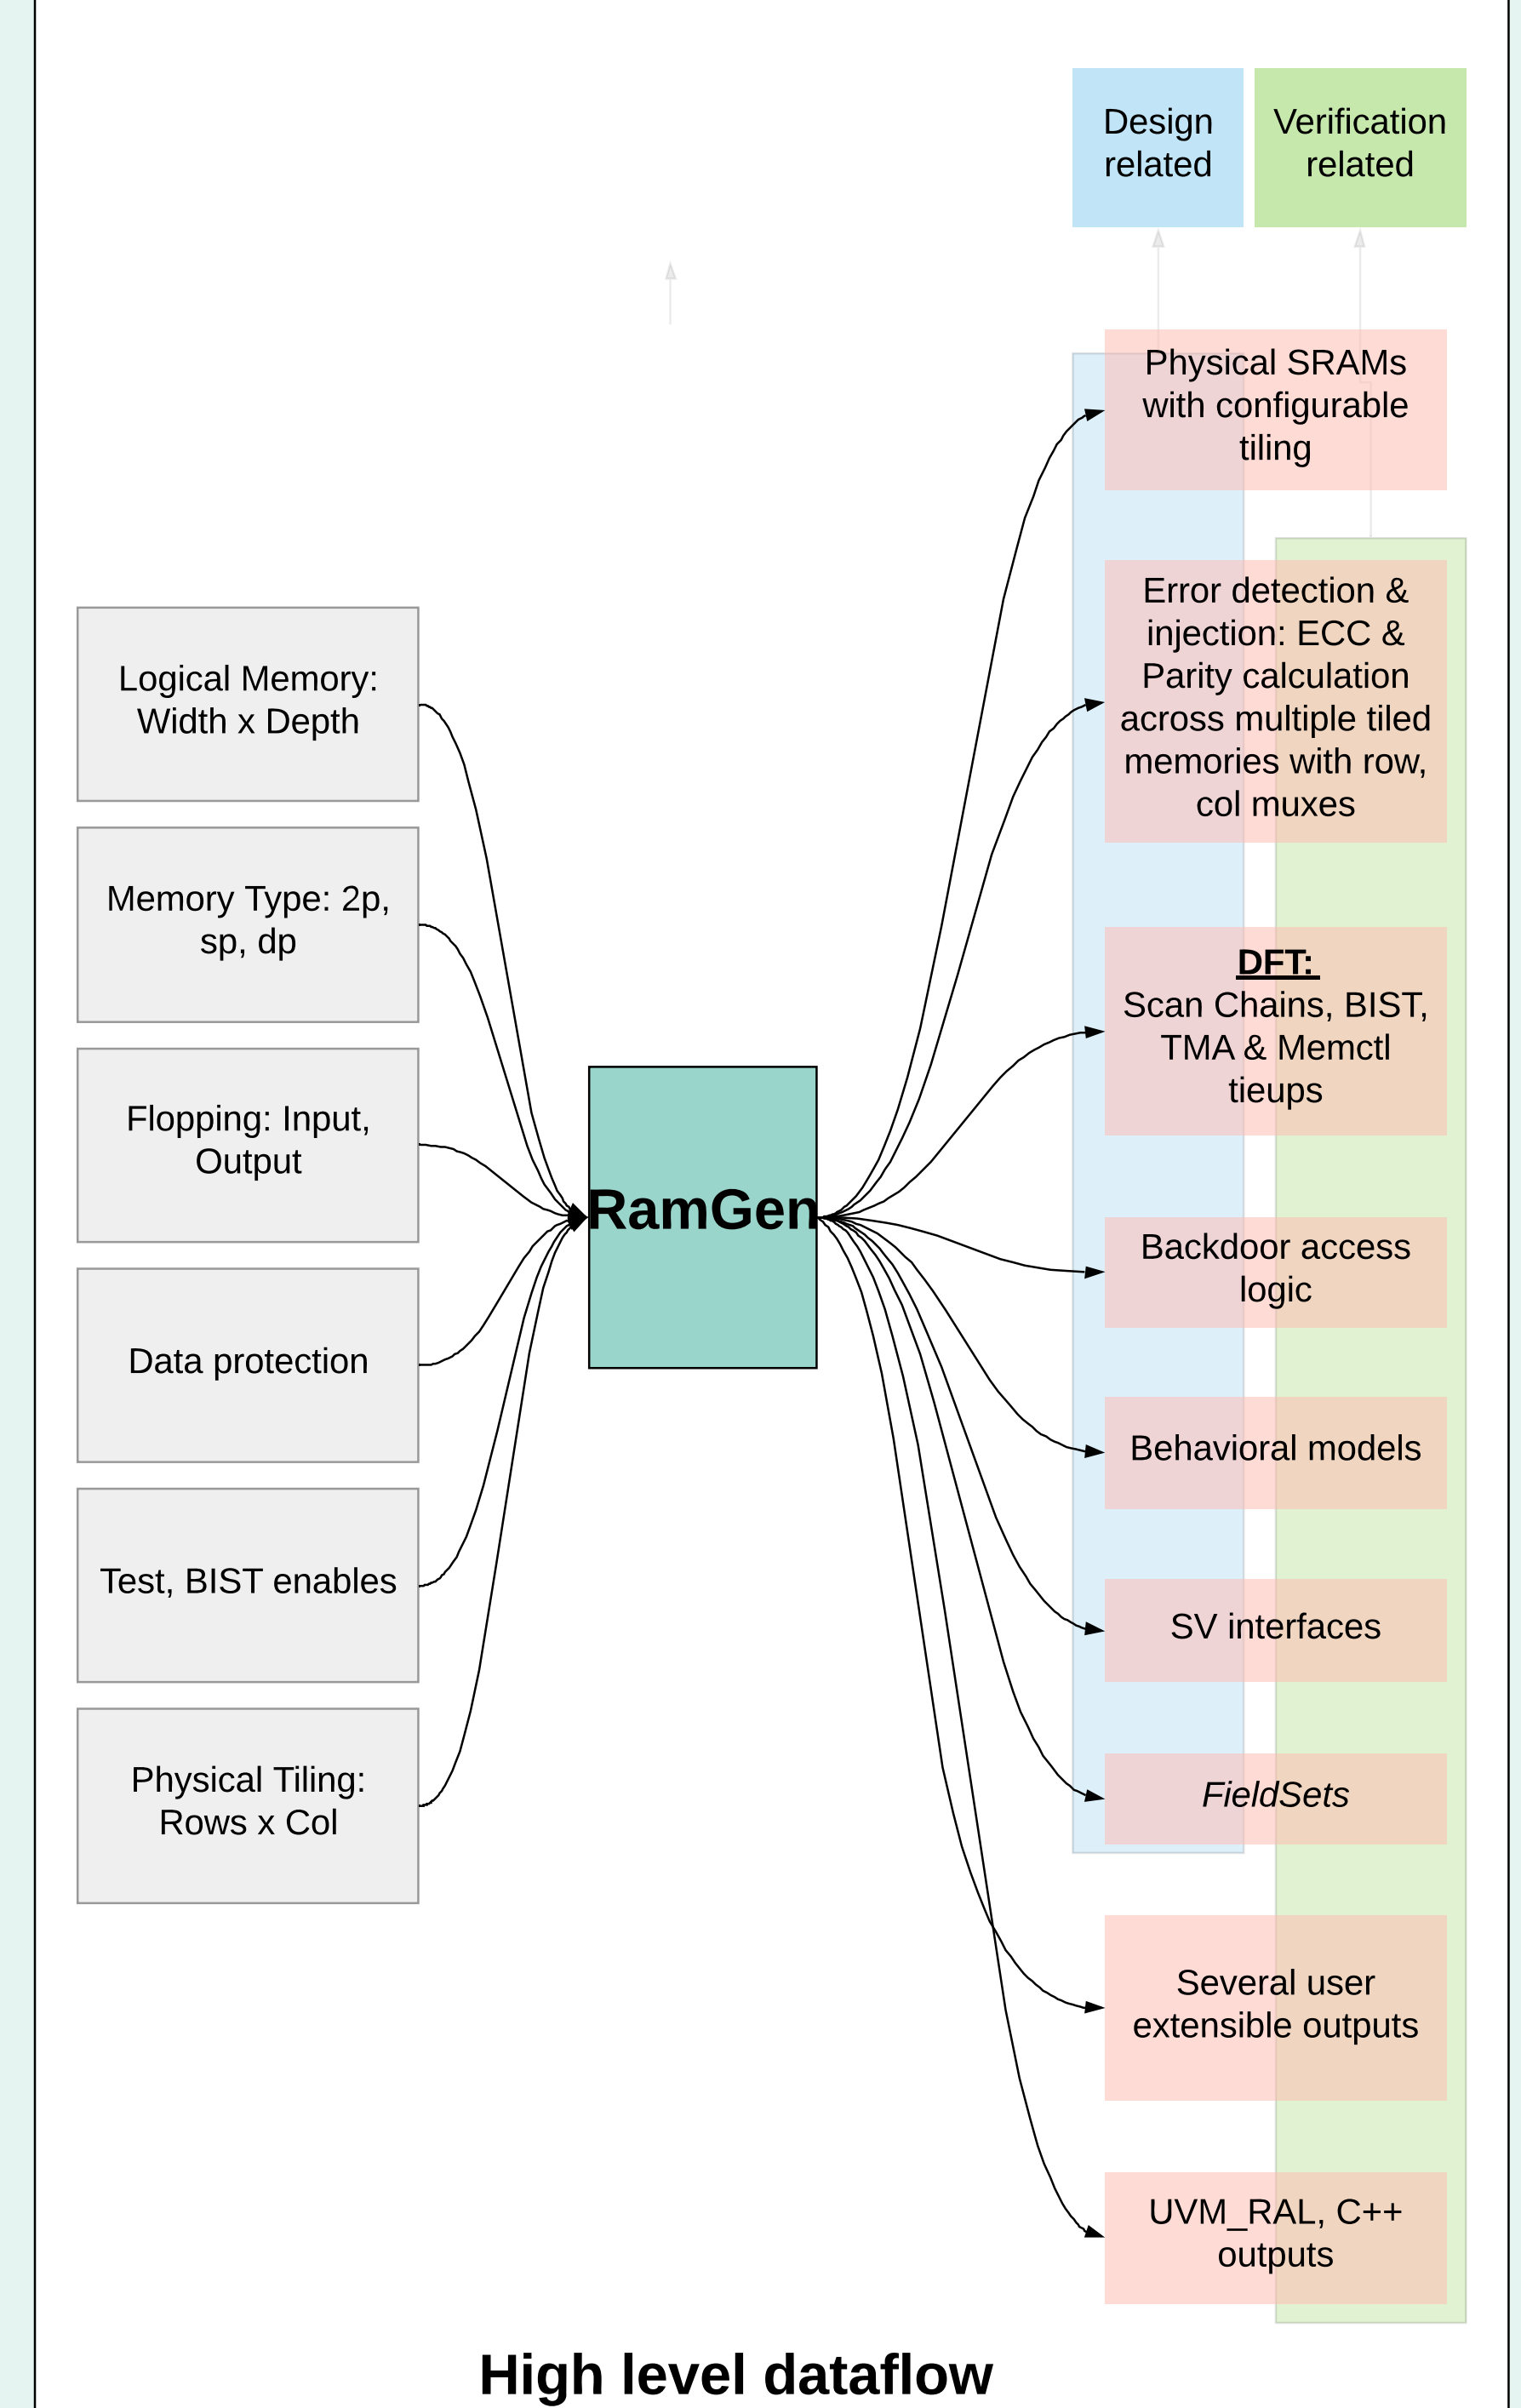 Design
related
Verification
related
Physical SRAMs
with configurable
tiling
Error detection &
injection: ECC &
Parity calculation
across multiple tiled
memories with row,
col muxes
Logical Memory:
Width x Depth
Memory Type: 2p,
sp, dp
DFT:
Scan Chains, BIST,
TMA & Memctl
tieups
Flopping: Input,
Output
RamGen
Backdoor access
logic
Data protection
Behavioral models
Test, BIST enables
SV interfaces
Physical Tiling:
Rows x Col
FieldSets
Several user
extensible outputs
UVM_RAL, C++
outputs
High level dataflow